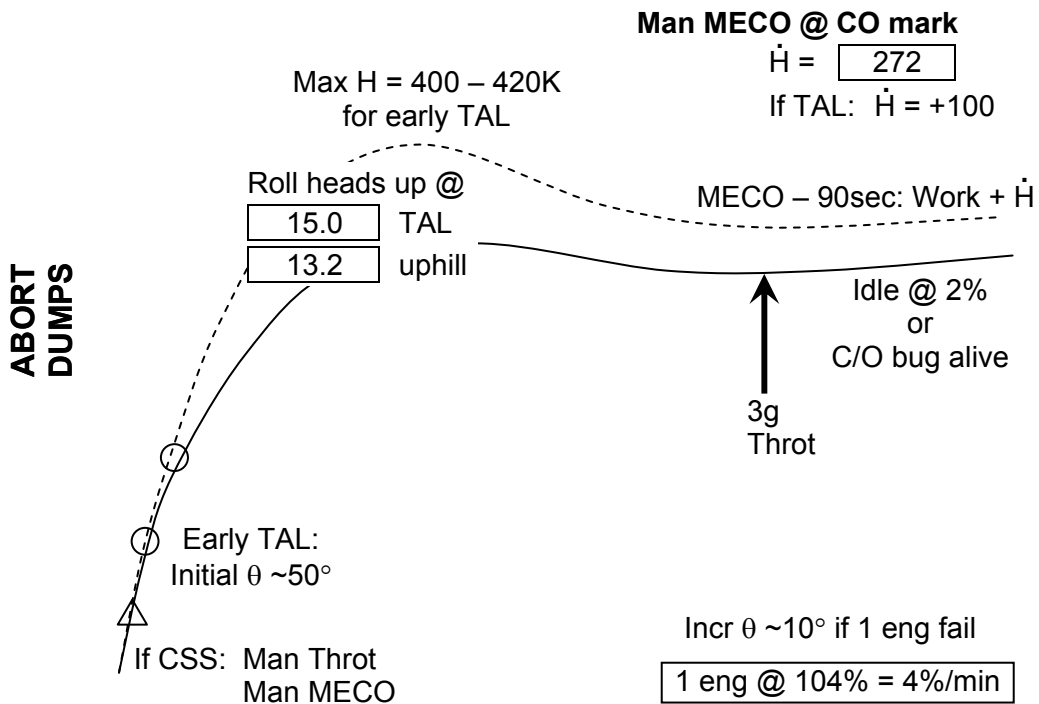 Man MECO @ CO mark
Ḣ = 272
If TAL: Ḣ = +100
Max H = 400 – 420K
for early TAL
Roll heads up @
15.0 TAL
13.2 uphill
MECO – 90sec: Work + Ḣ
Idle @ 2%
or
C/O bug alive
3g
Throt
ABORT
DUMPS
Early TAL:
Initial θ ~50°
If CSS: Man Throt
Man MECO
Incr θ ~10° if 1 eng fail
1 eng @ 104% = 4%/min